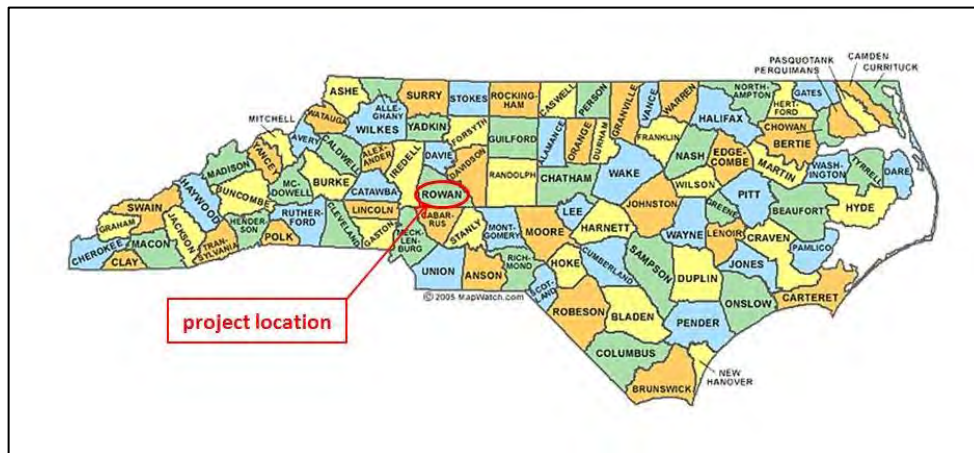 CAMDEN
PASQUOTANK
CURRITUCK
PERQUIMANS
ASHE
ALLE-
GHANY
SURRY
STOKES
ROCKING-
HAM
CASWELL
PERSON
GRANVILLE
VANCE
WARREN
NORTH-
AMPTON
GATES
HERT-
FORD
HALIFAX
CHOWAN
BERTIE
MITCHELL
WATAUGA
WILKES
YADKIN
FORSYTH
GUILFORD
ALAMANCE
ORANGE
DURHAM
FRANKLIN
NASH
EDGE-
COMBE
MARTIN
WASH-
INGTON
TYRRELL
DARE
AVERY
CALDWELL
ALEX-
ANDER
IREDELL
DAVIE
DAVIDSON
RANDOLPH
CHATHAM
WAKE
WILSON
PITT
BEAUFORT
HYDE
MADISON
YANCEY
MC-
DOWELL
BURKE
CATAWBA
ROWAN
JOHNSTON
GREENE
HAYWOOD
BUNCOMBE
SWAIN
GRAHAM
CHEROKEE
MACON
CLAY
JACKSON
TRAN-
SYLVANIA
HENDER-
SON
POLK
RUTHER-
FORD
CLEVELAND
LINCOLN
GASTON
MECK-
LEN-
BURG
CABAR-
RUS
STANLY
MONT-
GOMERY
MOORE
LEE
HARNETT
WAYNE
LENOIR
CRAVEN
PAMLICO
UNION
ANSON
RICH-
MOND
SCOT-
LAND
HOKE
CUMBERLAND
SAMPSON
DUPLIN
JONES
ONSLOW
CARTERET
© 2005 MapWatch.com
ROBESON
BLADEN
PENDER
COLUMBUS
NEW
HANOVER
BRUNSWICK
project location